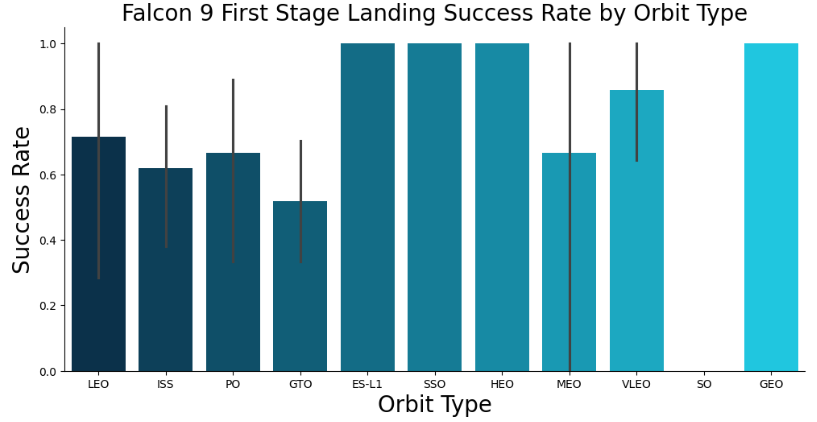 Falcon 9 First Stage Landing Success Rate by Orbit Type
1.0
0.8
0.6
0.4
0.2
0.0
Success Rate
LEO ISS PO GTO ES-L1 SSO HEO MEO VLEO SO GEO
Orbit Type